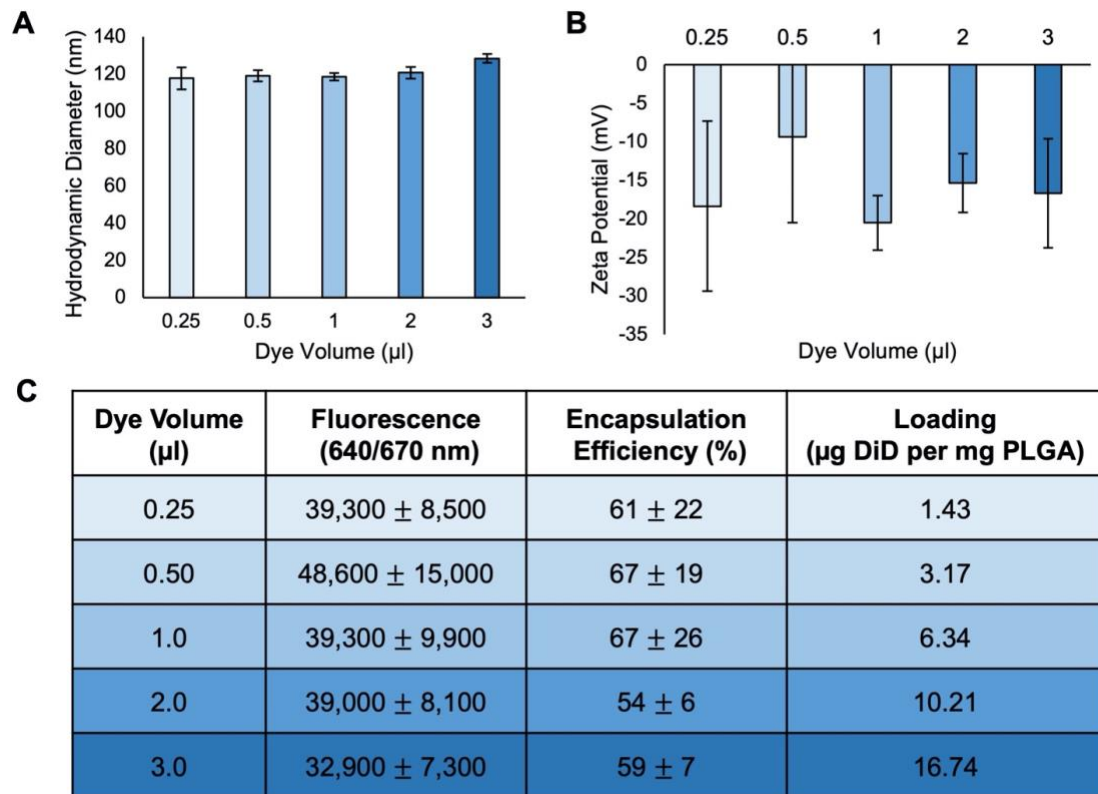 A
Hydrodynamic Diameter (nm)
140
120
100
80
60
40
20
0
0.25 0.5 1 2 3
Dye Volume (µl)
B
0.25 0.5 1 2 3
Zeta Potential (mV)
0
-5
-10
-15
-20
-25
-30
-35
Dye Volume (µl)
C
Dye Volume (µl) Fluorescence (640/670 nm) Encapsulation Efficiency (%) Loading (µg DiD per mg PLGA)
0.25 39,300 ± 8,500 61 ± 22 1.43
0.50 48,600 ± 15,000 67 ± 19 3.17
1.0 39,300 ± 9,900 67 ± 26 6.34
2.0 39,000 ± 8,100 54 ± 6 10.21
3.0 32,900 ± 7,300 59 ± 7 16.74